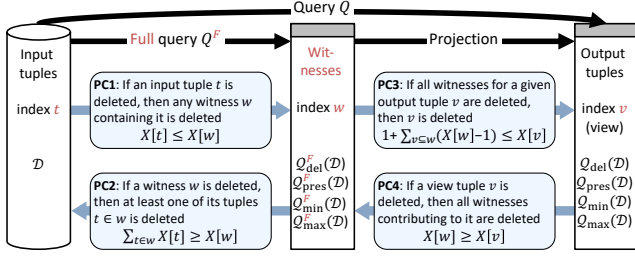 Query Q
Full query Q^F
Projection
Input
tuples
index t
𝒟
PC1: If an input tuple t is
deleted, then any witness w
containing it is deleted
X[t] ≤ X[w]
PC2: If a witness w is deleted,
then at least one of its tuples
t ∈ w is deleted
∑_{t∈w} X[t] ≥ X[w]
Wit-
nesses
index w
Q^F_del(𝒟)
Q^F_pres(𝒟)
Q^F_min(𝒟)
Q^F_max(𝒟)
PC3: If all witnesses for a given
output tuple v are deleted,
then v is deleted
1+ ∑_{v⊆w}(X[w]−1) ≤ X[v]
PC4: If a view tuple v is
deleted, then all witnesses
contributing to it are deleted
X[w] ≥ X[v]
Output
tuples
index v
(view)
Q_del(𝒟)
Q_pres(𝒟)
Q_min(𝒟)
Q_max(𝒟)